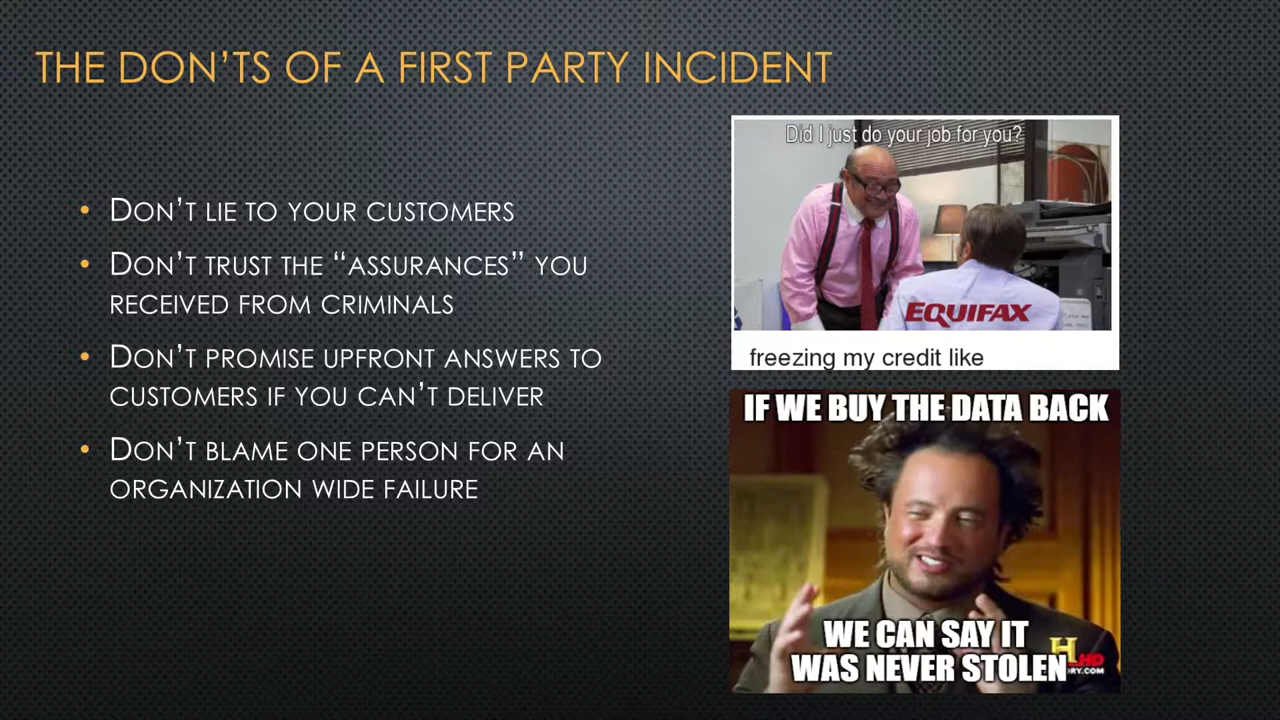 THE DON'TS OF A FIRST PARTY INCIDENT
• DON'T LIE TO YOUR CUSTOMERS
• DON'T TRUST THE “ASSURANCES” YOU
RECEIVED FROM CRIMINALS
• DON'T PROMISE UPFRONT ANSWERS TO
CUSTOMERS IF YOU CAN'T DELIVER
• DON'T BLAME ONE PERSON FOR AN
ORGANIZATION WIDE FAILURE
Did I just do your job for you?
EQUIFAX
freezing my credit like
IF WE BUY THE DATA BACK
WE CAN SAY IT
WAS NEVER STOLEN
H
HD
RY.COM